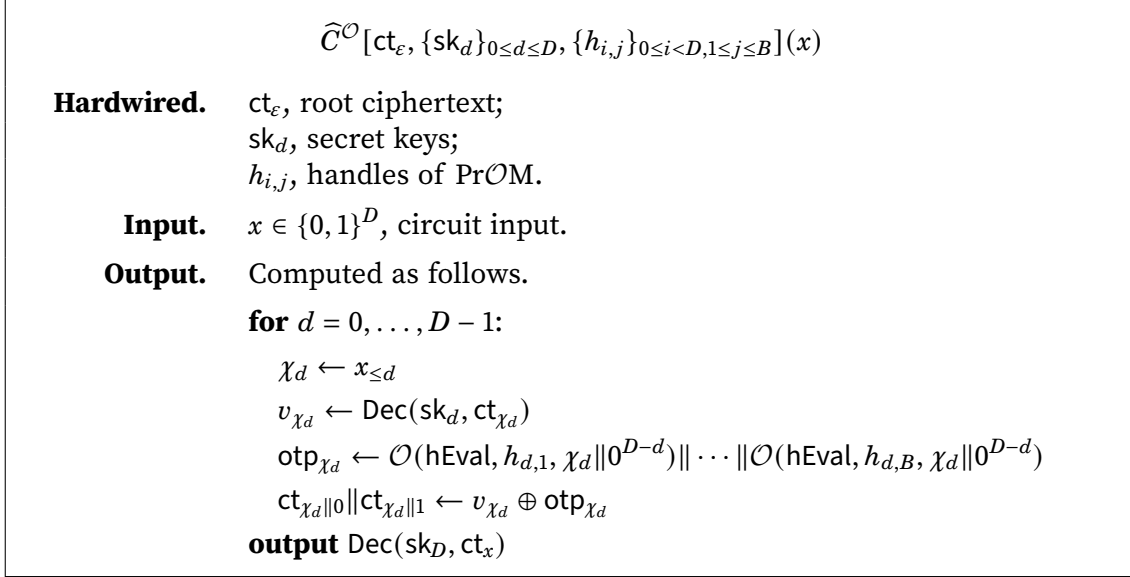 Ĉ^𝒪[ct_ε, {sk_d}_{0≤d≤D}, {h_{i,j}}_{0≤i<D,1≤j≤B}](x)
Hardwired. ct_ε, root ciphertext;
sk_d, secret keys;
h_{i,j}, handles of Pr𝒪M.
Input. x ∈ {0, 1}^D, circuit input.
Output. Computed as follows.
for d = 0, . . . , D − 1:
χ_d ← x_{≤d}
v_{χ_d} ← Dec(sk_d, ct_{χ_d})
otp_{χ_d} ← 𝒪(hEval, h_{d,1}, χ_d‖0^{D−d})‖ · · · ‖𝒪(hEval, h_{d,B}, χ_d‖0^{D−d})
ct_{χ_d‖0}‖ct_{χ_d‖1} ← v_{χ_d} ⊕ otp_{χ_d}
output Dec(sk_D, ct_x)